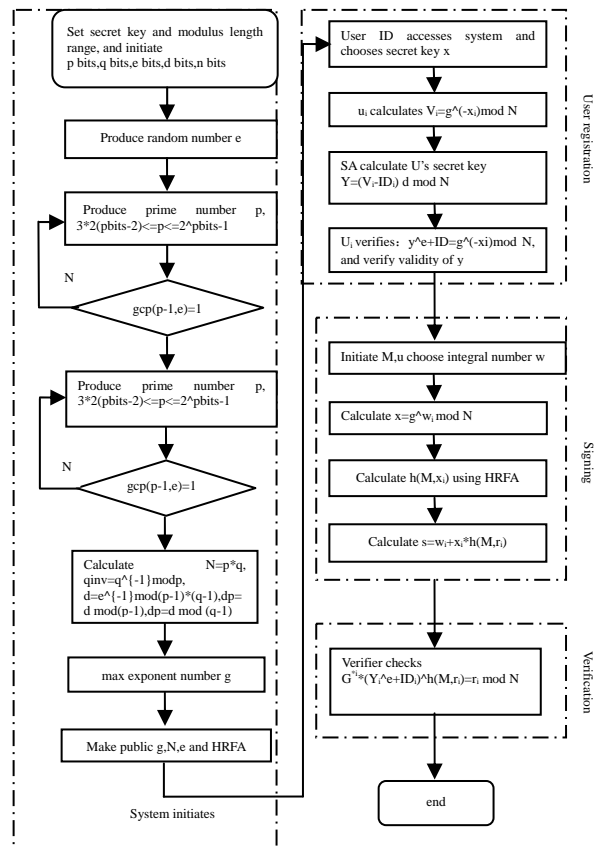 Set secret key and modulus length
range, and initiate
p bits,q bits,e bits,d bits,n bits
Produce random number e
Produce prime number p,
3*2(pbits-2)<=p<=2^pbits-1
N
gcp(p-1,e)=1
Produce prime number p,
3*2(pbits-2)<=p<=2^pbits-1
N
gcp(p-1,e)=1
Calculate N=p*q,
qinv=q^{-1}modp,
d=e^{-1}mod(p-1)*(q-1),dp=
d mod(p-1),dp=d mod (q-1)
max exponent number g
Make public g,N,e and HRFA
System initiates
User ID accesses system and
chooses secret key x
uᵢ calculates Vᵢ=g^(-xᵢ)mod N
SA calculate U's secret key
Y=(Vᵢ-IDᵢ) d mod N
Uᵢ verifies: y^e+ID=g^(-xi)mod N,
and verify validity of y
User registration
Initiate M,u choose integral number w
Calculate x=g^wᵢ mod N
Calculate h(M,xᵢ) using HRFA
Calculate s=wᵢ+xᵢ*h(M,rᵢ)
Signing
Verifier checks
*(Yᵢ^e+IDᵢ)^h(M,rᵢ)=rᵢ mod N
Verification
end